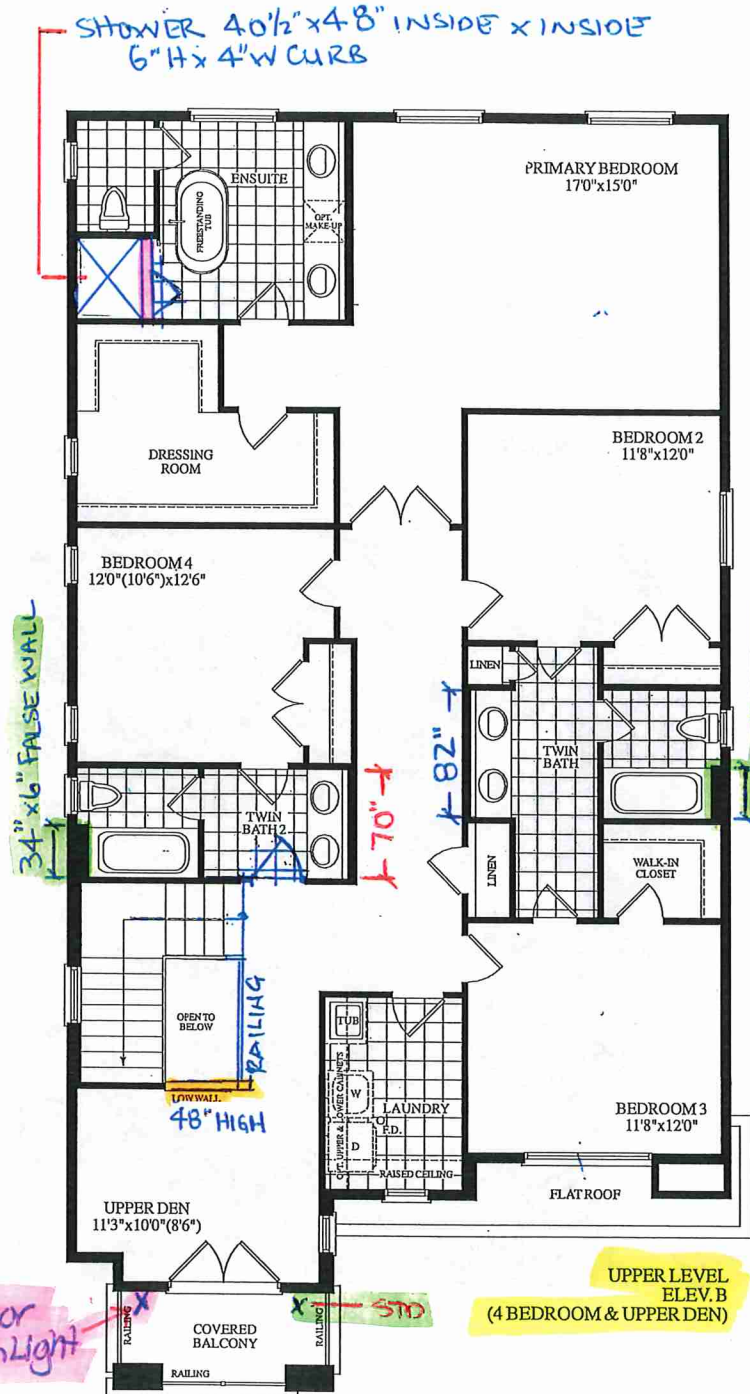 SHOWER 40½" x 48" INSIDE x INSIDE
6" H x 4" W CURB
ENSUITE
FREESTANDING
TUB
OPT.
MAKE-UP
PRIMARY BEDROOM
17'0"x15'0"
DRESSING
ROOM
BEDROOM 2
11'8"x12'0"
BEDROOM 4
12'0"(10'6")x12'6"
34" x 6" FALSE WALL
LINEN
82"
TWIN
BATH
70"
TWIN
BATH 2
LINEN
WALK-IN
CLOSET
OPEN TO
BELOW
RAILING
LOW WALL
48" HIGH
TUB
OPT. UPPER & LOWER CABINETS
W
D
LAUNDRY
F.D.
RAISED CEILING
BEDROOM 3
11'8"x12'0"
FLAT ROOF
UPPER DEN
11'3"x10'0"(8'6")
UPPER LEVEL
ELEV. B
(4 BEDROOM & UPPER DEN)
or
Light
X
X
STD
RAILING
COVERED
BALCONY
RAILING
RAILING